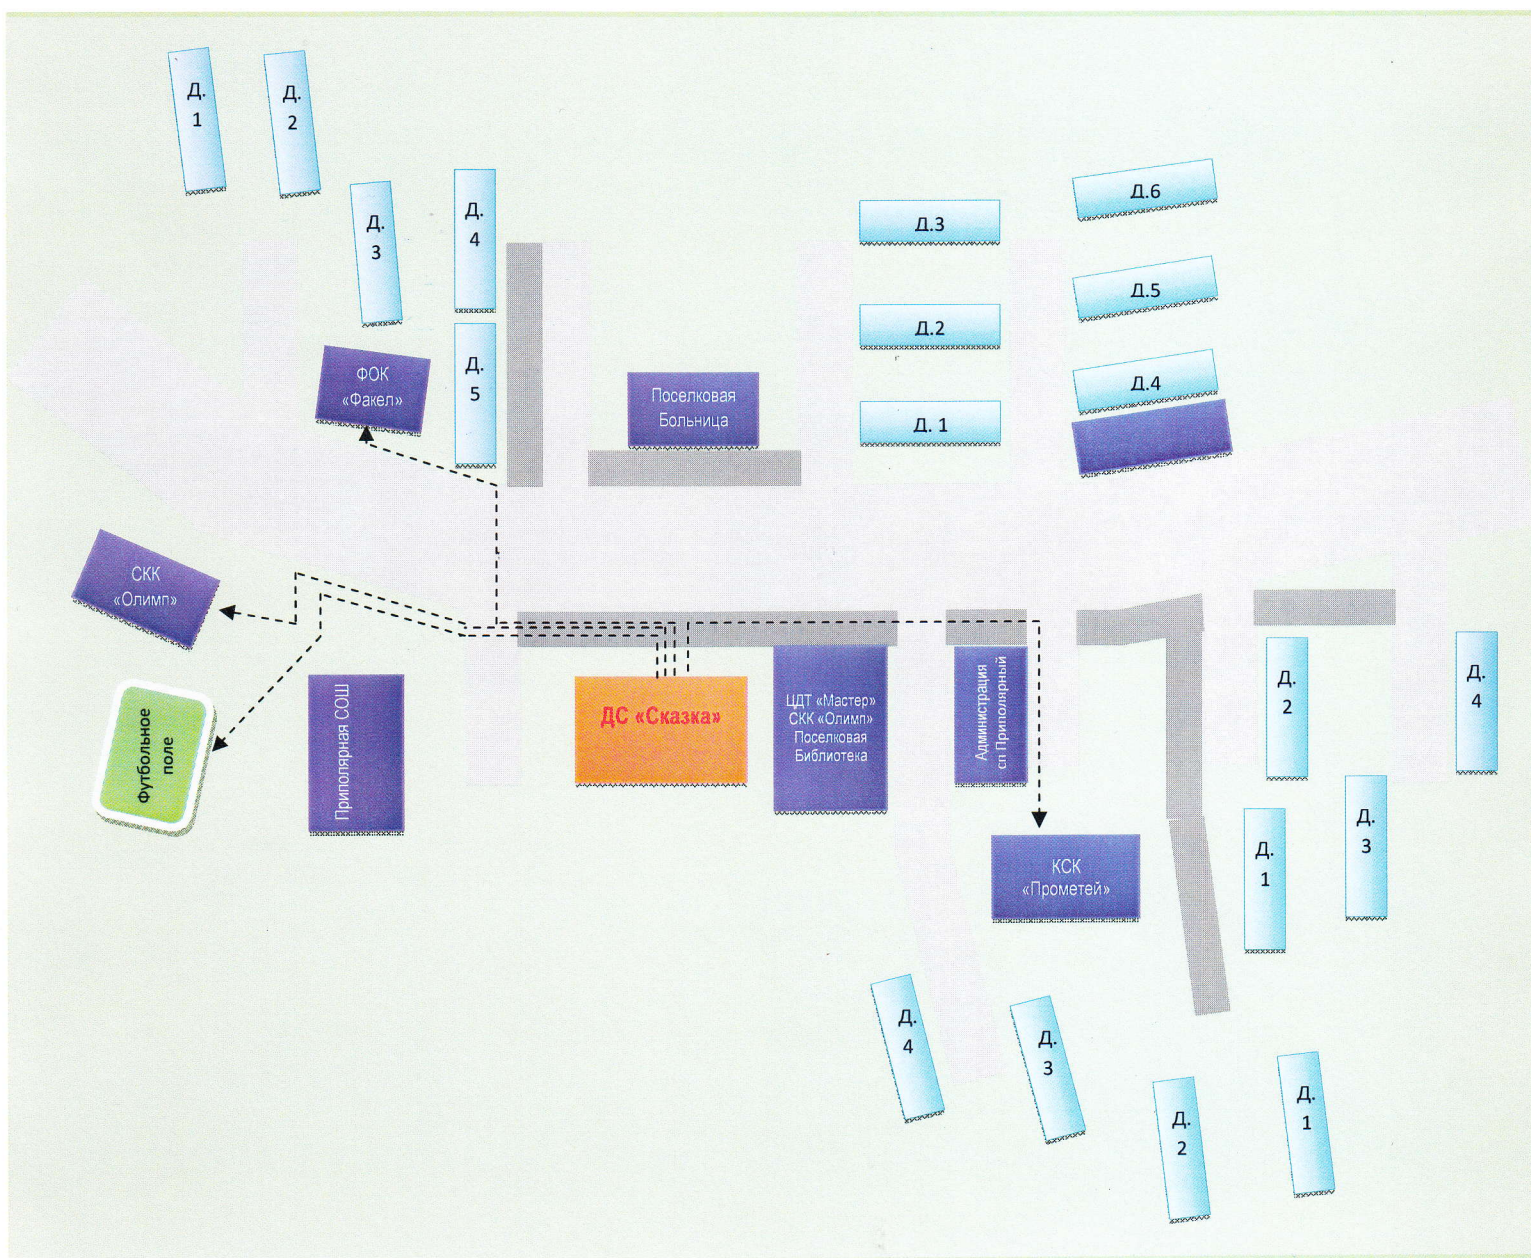 Д.
1
Д.
2
Д.
3
Д.
4
Д.
5
ФОК
«Факел»
Поселковая
Больница
Д.3
Д.2
Д. 1
Д.6
Д.5
Д.4
СКК
«Олимп»
Футбольное
поле
Приполярная СОШ
ДС «Сказка»
ЦДТ «Мастер»
СКК «Олимп»
Поселковая
Библиотека
Администрация
сп Приполярный
КСК
«Прометей»
Д.
2
Д.
4
Д.
3
Д.
1
Д.
4
Д.
3
Д.
2
Д.
1